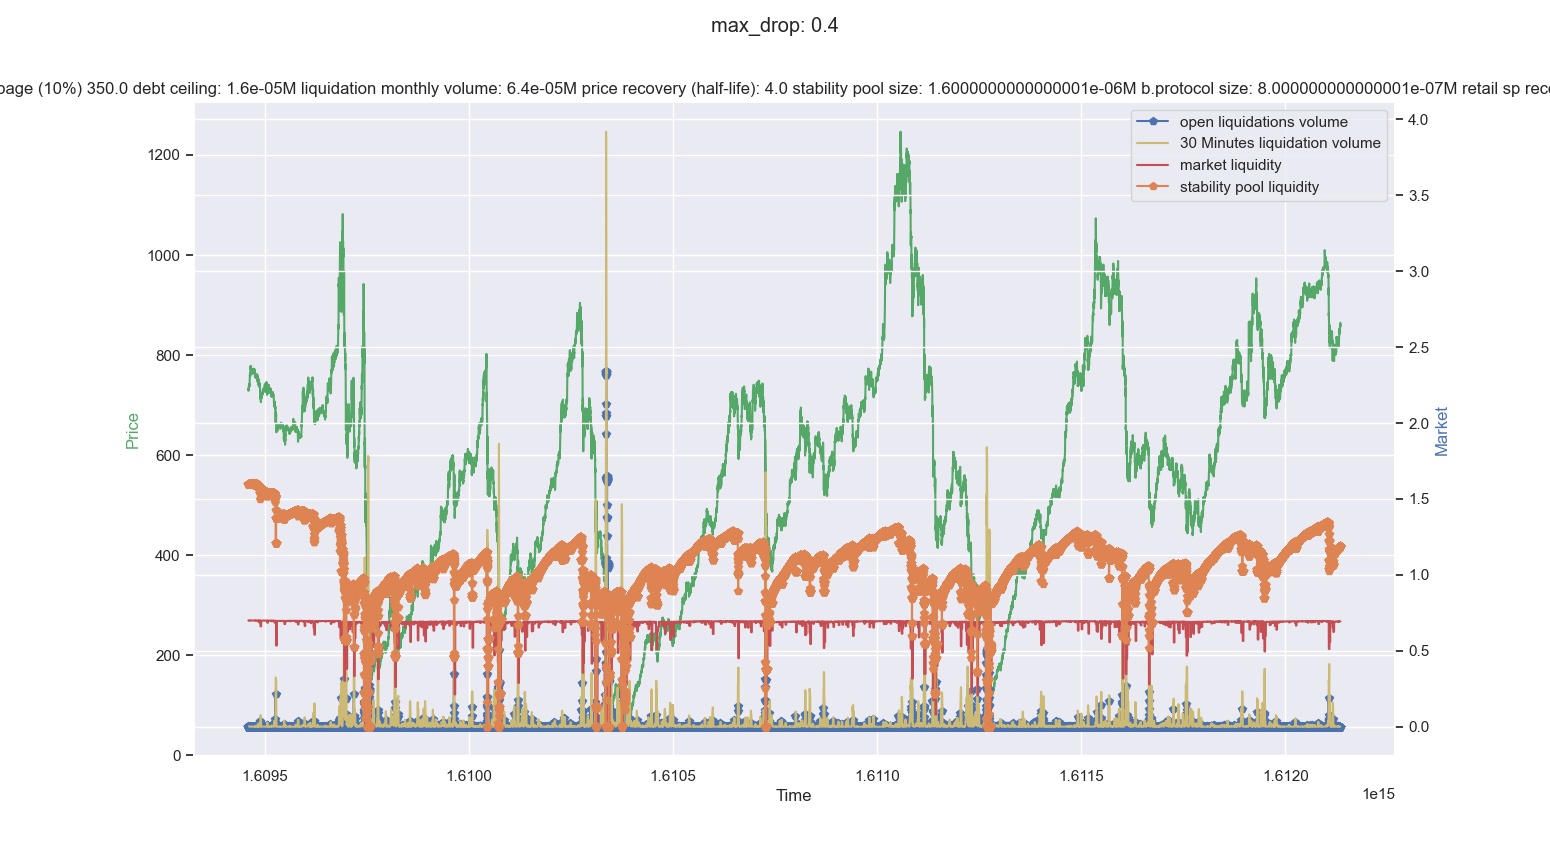 max_drop: 0.4
page (10%) 350.0 debt ceiling: 1.6e-05M liquidation monthly volume: 6.4e-05M price recovery (half-life): 4.0 stability pool size: 1.6000000000000001e-06M b.protocol size: 8.000000000000001e-07M retail sp reco
open liquidations volume
30 Minutes liquidation volume
market liquidity
stability pool liquidity
1200
1000
800
600
400
200
0
Price
4.0
3.5
3.0
2.5
2.0
1.5
1.0
0.5
0.0
Market
1.6095
1.6100
1.6105
1.6110
1.6115
1.6120
1e15
Time